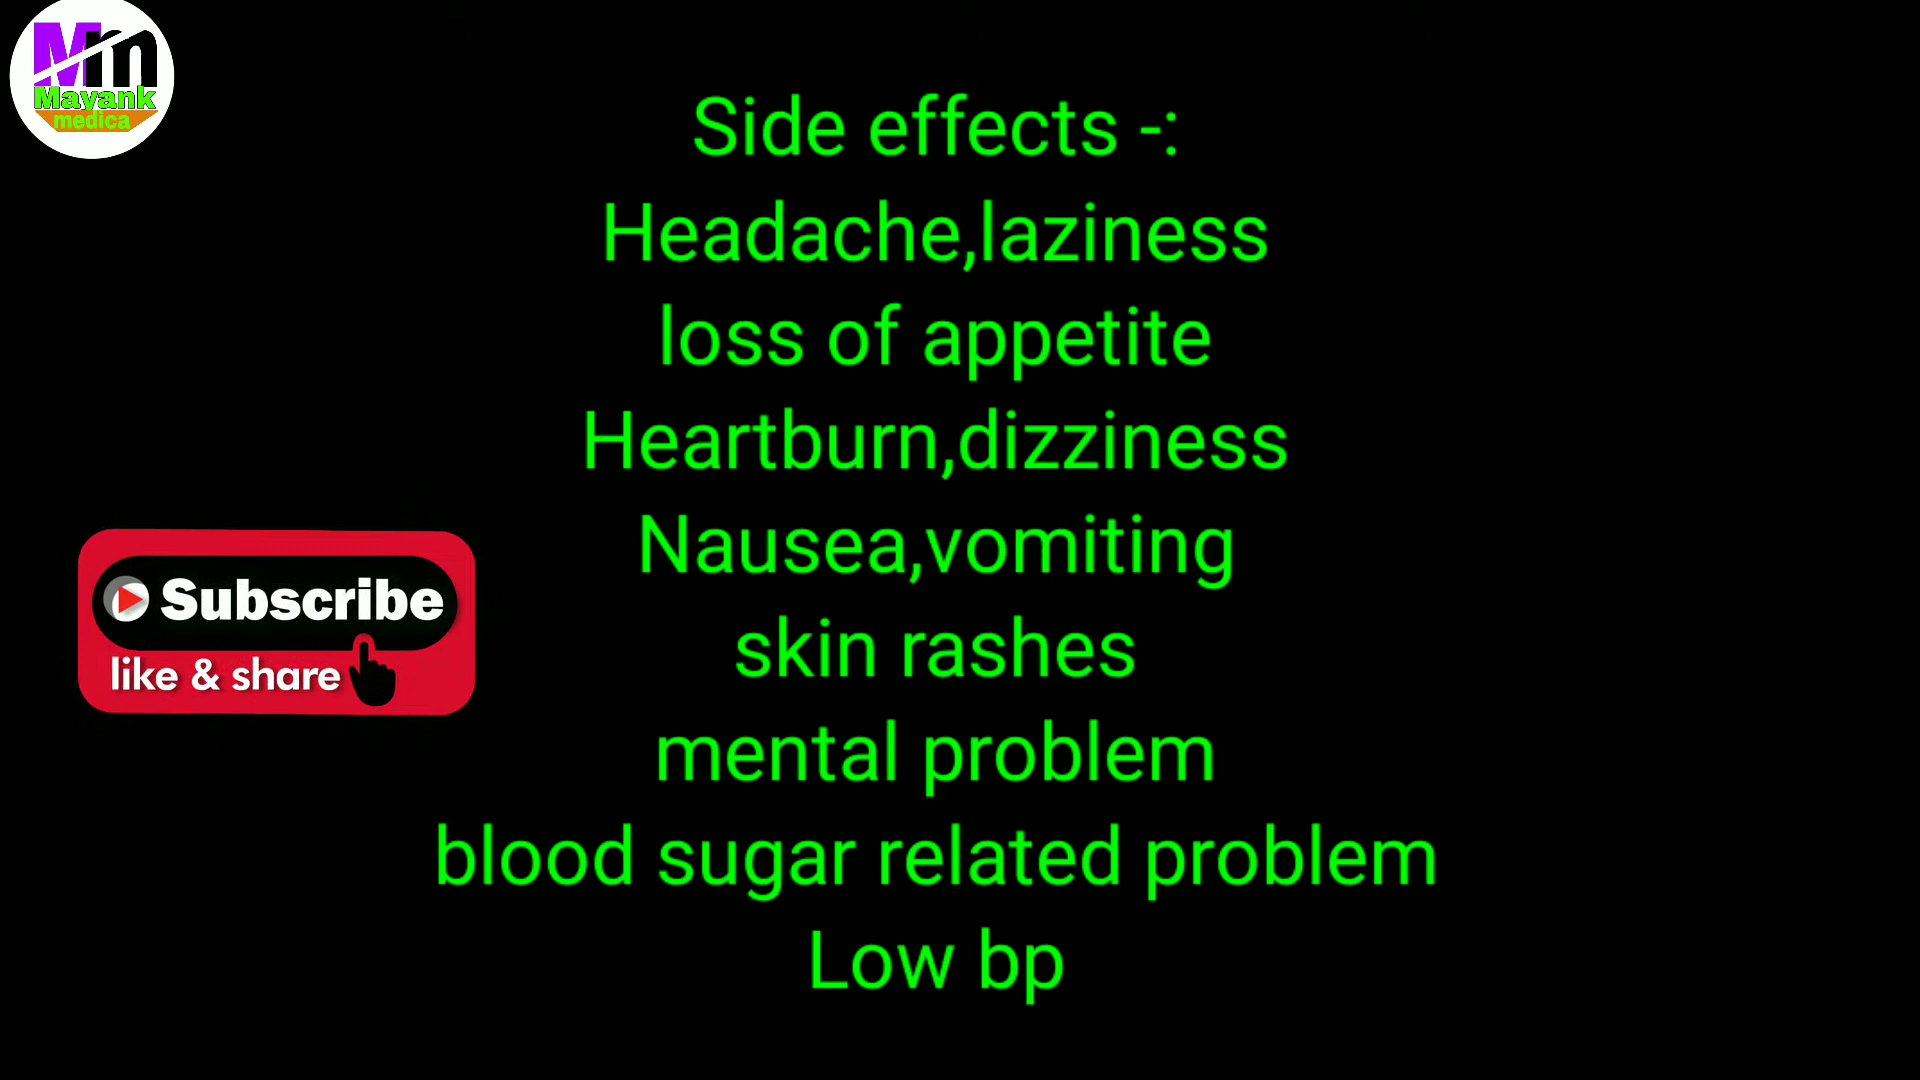 Mm
Mayank
medica
Side effects -:
Headache,laziness
loss of appetite
Heartburn,dizziness
Nausea,vomiting
skin rashes
mental problem
blood sugar related problem
Low bp
Subscribe
like & share